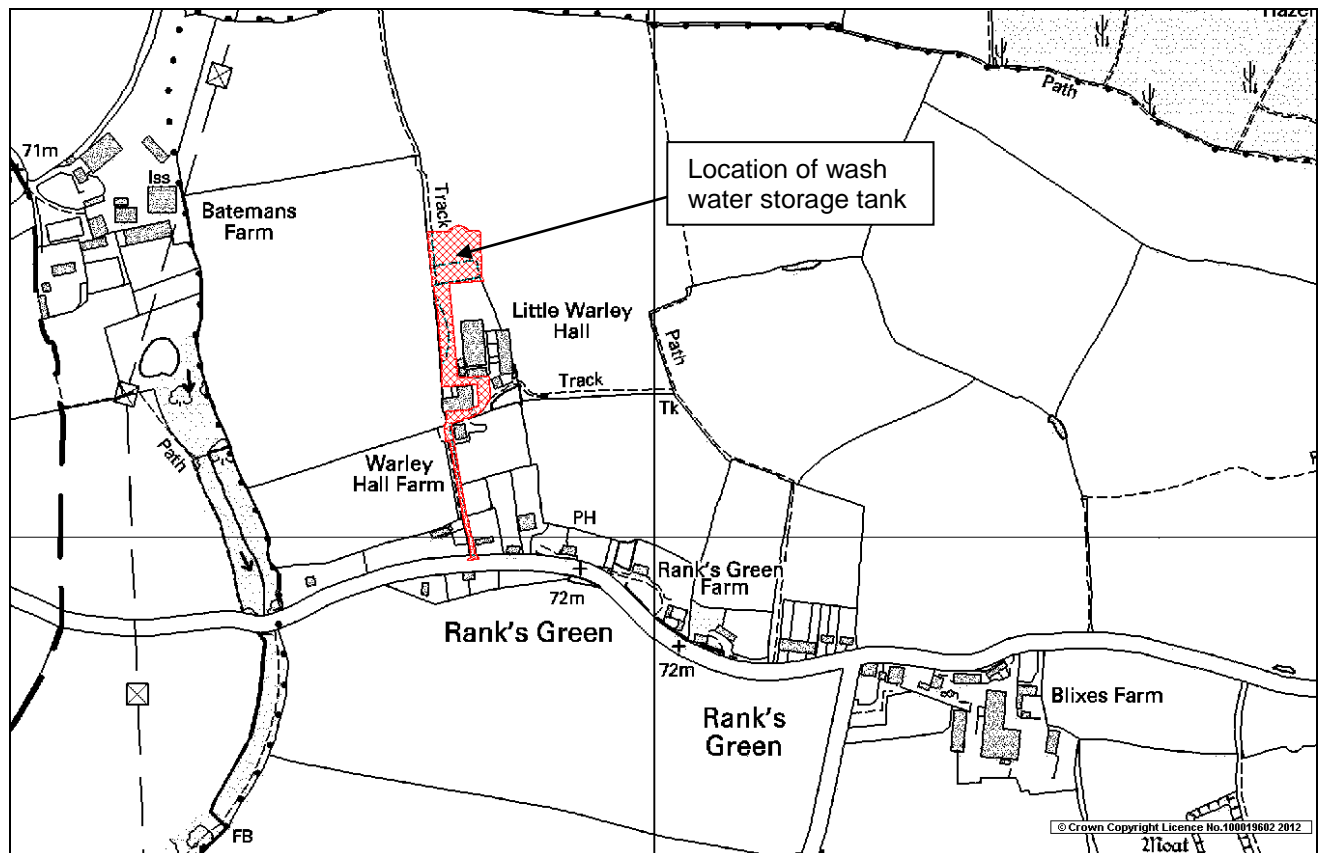 Path
71m
Location of wash
water storage tank
Iss
Track
Batemans
Farm
Little Warley
Hall
Path
Track
Tk
Path
Warley
Hall Farm
PH
Rank's Green
Farm
72m
Rank's Green
72m
Blixes Farm
Rank's
Green
FB
© Crown Copyright Licence No.100019602 2012
Moat